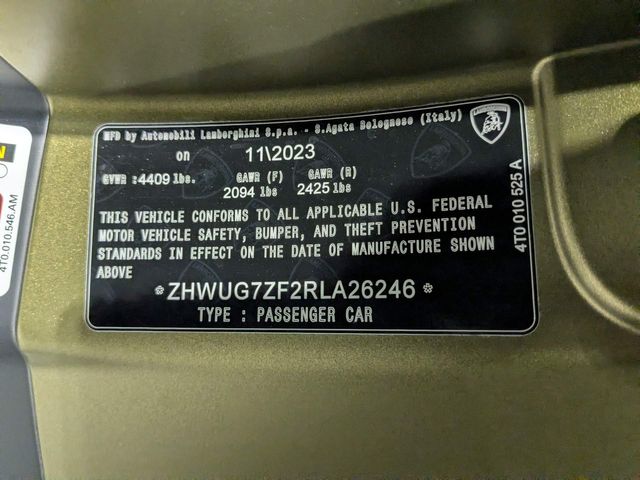 MFD by Automobili Lamborghini S.p.a. - S.Agata Bolognese (Italy)
on 11\2023
GVWR :4409 lbs. GAWR (F) 2094 lbs GAWR (R) 2425 lbs
THIS VEHICLE CONFORMS TO ALL APPLICABLE U.S. FEDERAL
MOTOR VEHICLE SAFETY, BUMPER, AND THEFT PREVENTION
STANDARDS IN EFFECT ON THE DATE OF MANUFACTURE SHOWN
ABOVE
*ZHWUG7ZF2RLA26246*
TYPE : PASSENGER CAR
4T0 010 525 A
4T0.010.546.AM